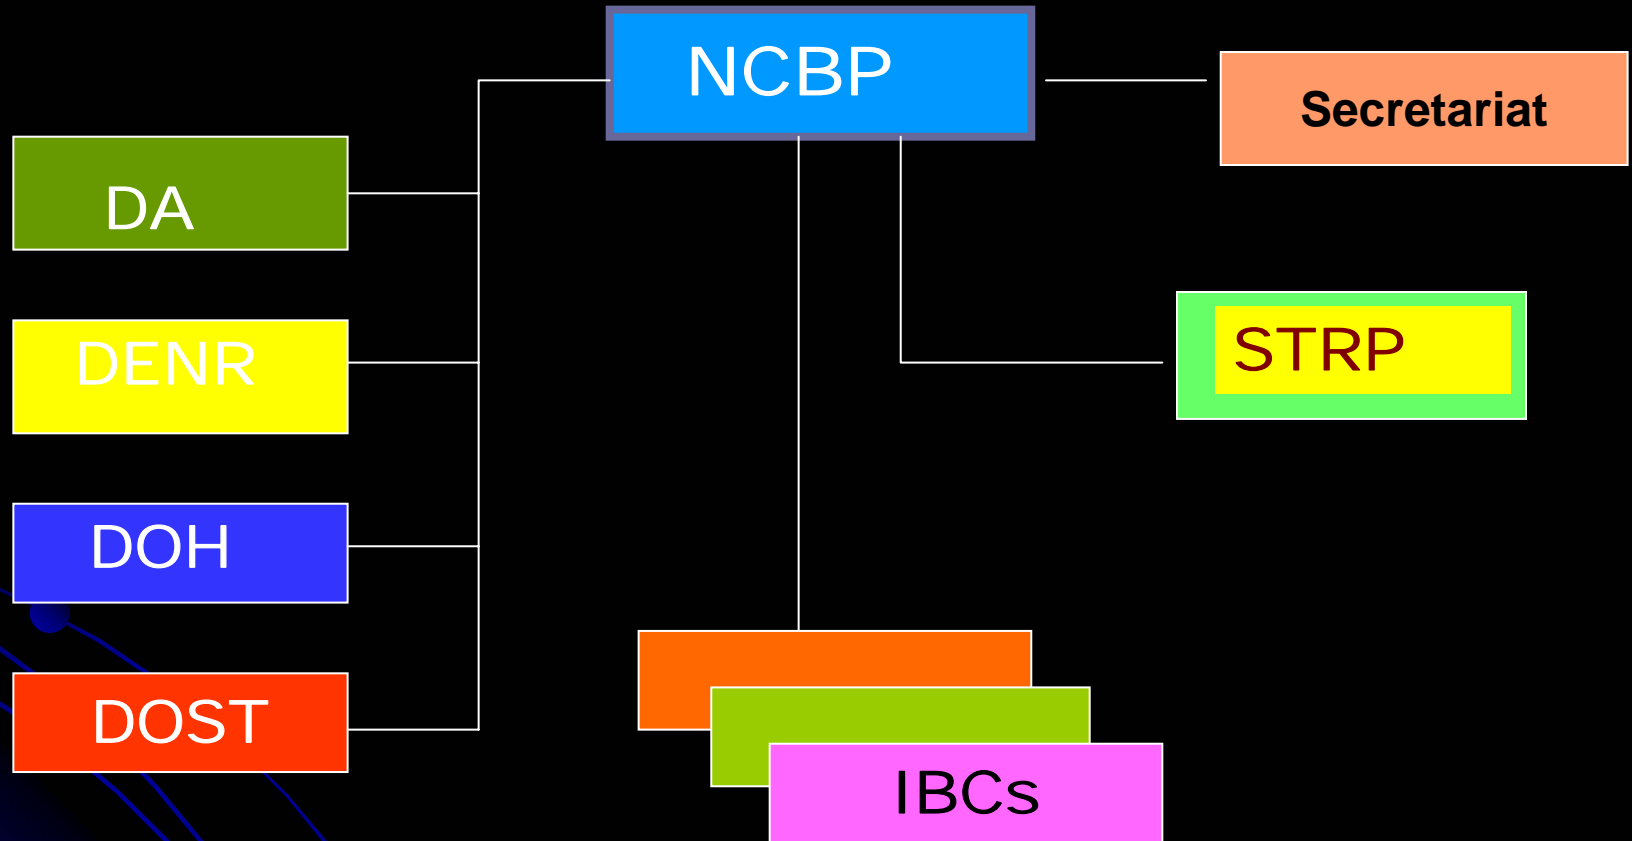 NCBP
Secretariat
DA
DENR
STRP
DOH
DOST
IBCs